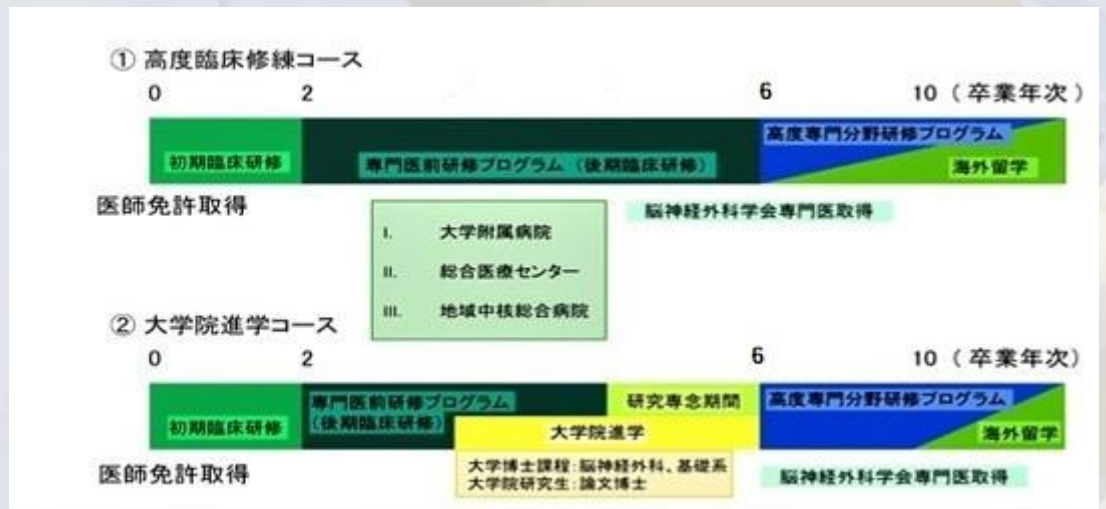 ① 高度臨床修練コース
0 2 6 10 (卒業年次)
初期臨床研修
専門医前研修プログラム (後期臨床研修)
高度専門分野研修プログラム
海外留学
医師免許取得
脳神経外科学会専門医取得
I. 大学附属病院
II. 総合医療センター
III. 地域中核総合病院
② 大学院進学コース
0 2 6 10 (卒業年次)
初期臨床研修
専門医前研修プログラム
(後期臨床研修)
研究専念期間
高度専門分野研修プログラム
大学院進学
海外留学
医師免許取得
大学博士課程:脳神経外科、基礎系
大学院研究生:論文博士
脳神経外科学会専門医取得